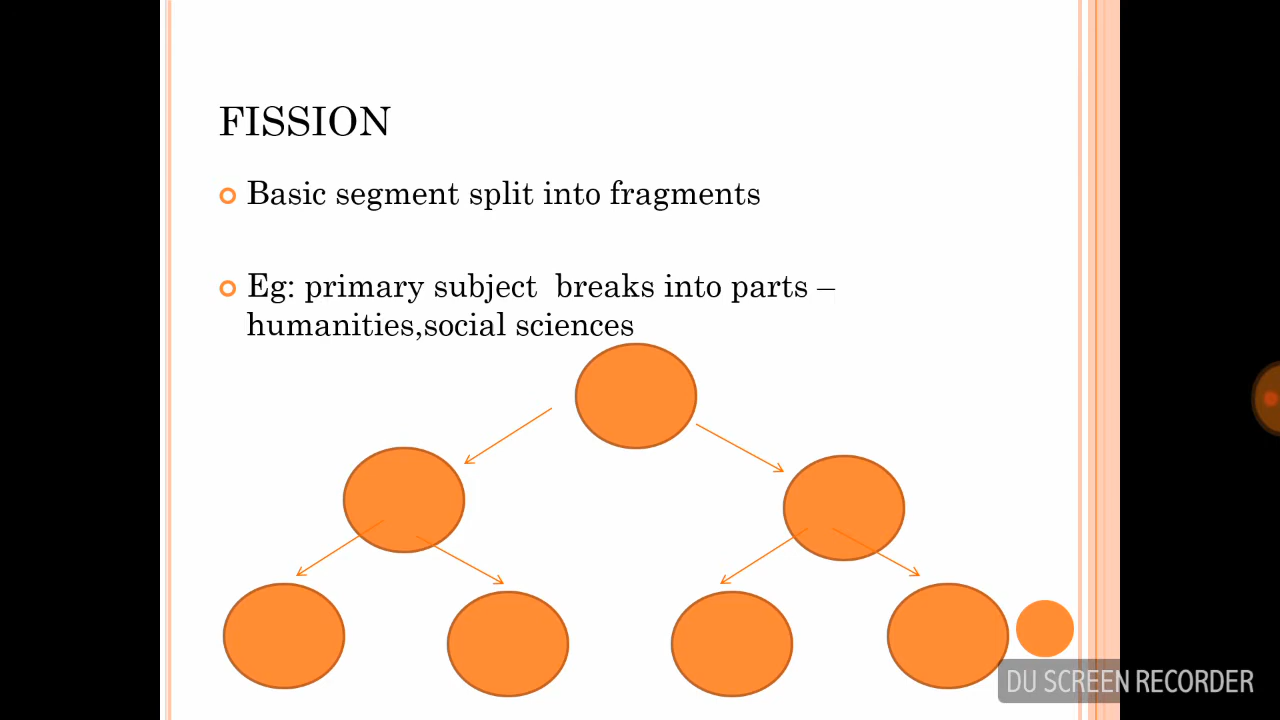 FISSION
Basic segment split into fragments
Eg: primary subject breaks into parts –
humanities,social sciences
DU SCREEN RECORDER